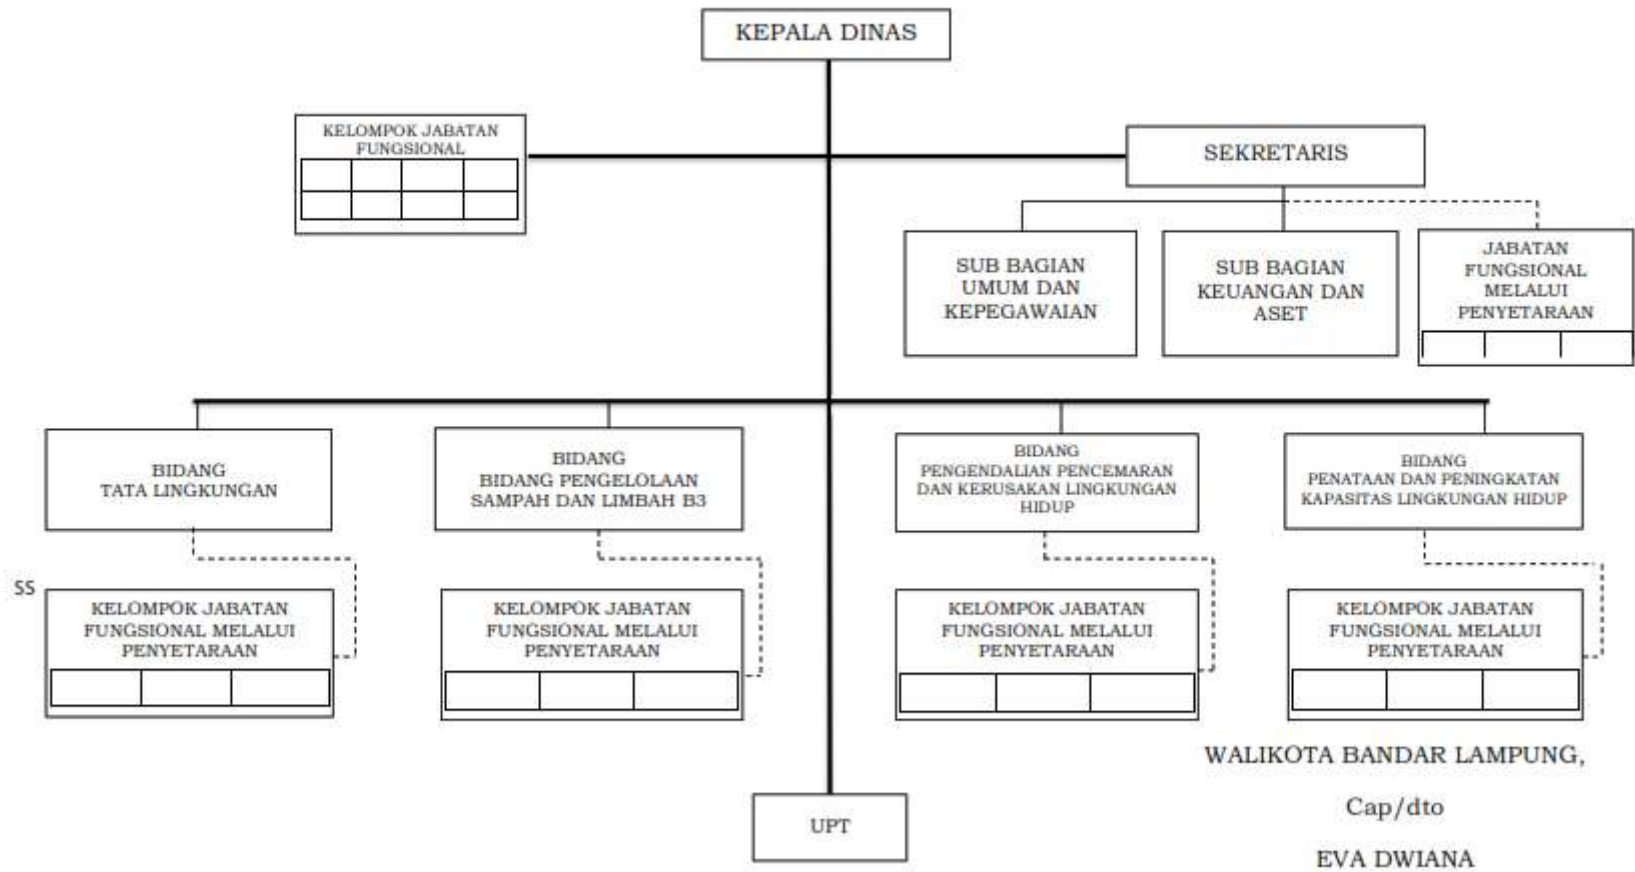 KEPALA DINAS
KELOMPOK JABATAN
FUNGSIONAL
SEKRETARIS
SUB BAGIAN
UMUM DAN
KEPEGAWAIAN
SUB BAGIAN
KEUANGAN DAN
ASET
JABATAN
FUNGSIONAL
MELALUI
PENYETARAAN
BIDANG
TATA LINGKUNGAN
BIDANG
BIDANG PENGELOLAAN
SAMPAH DAN LIMBAH B3
BIDANG
PENGENDALIAN PENCEMARAN
DAN KERUSAKAN LINGKUNGAN
HIDUP
BIDANG
PENATAAN DAN PENINGKATAN
KAPASITAS LINGKUNGAN HIDUP
SS
KELOMPOK JABATAN
FUNGSIONAL MELALUI
PENYETARAAN
KELOMPOK JABATAN
FUNGSIONAL MELALUI
PENYETARAAN
KELOMPOK JABATAN
FUNGSIONAL MELALUI
PENYETARAAN
KELOMPOK JABATAN
FUNGSIONAL MELALUI
PENYETARAAN
UPT
WALIKOTA BANDAR LAMPUNG,
Cap/dto
EVA DWIANA